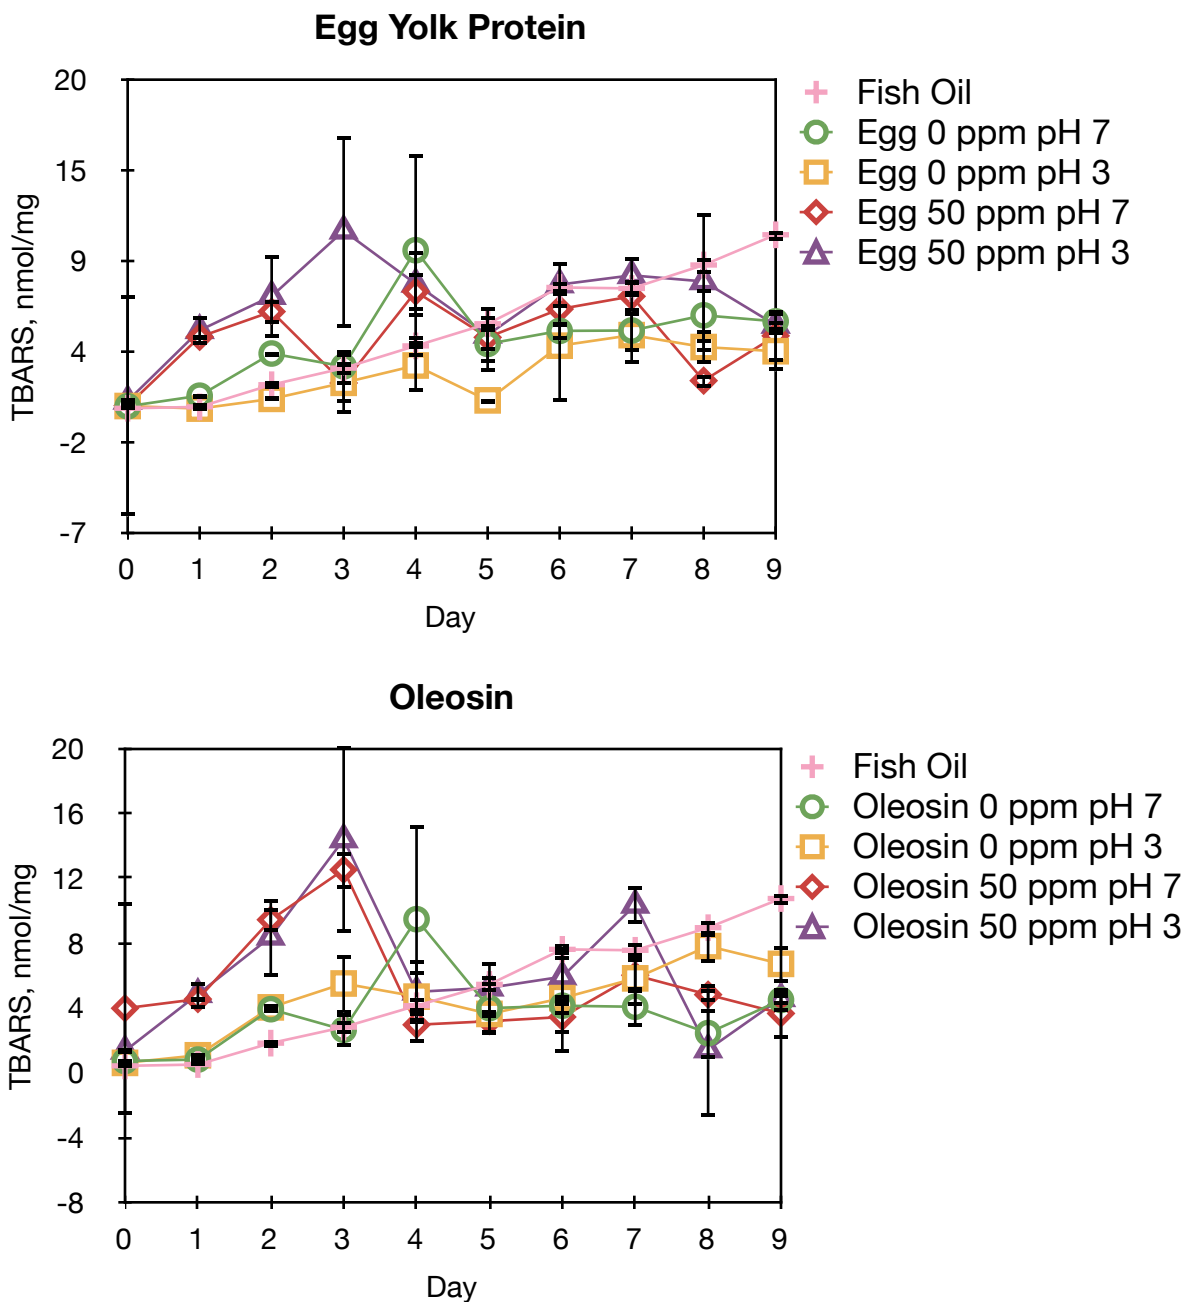 Egg Yolk Protein
20
15
9
4
-2
-7
TBARS, nmol/mg
0 1 2 3 4 5 6 7 8 9
Day
Fish Oil
Egg 0 ppm pH 7
Egg 0 ppm pH 3
Egg 50 ppm pH 7
Egg 50 ppm pH 3
Oleosin
20
16
12
8
4
0
-4
-8
TBARS, nmol/mg
0 1 2 3 4 5 6 7 8 9
Day
Fish Oil
Oleosin 0 ppm pH 7
Oleosin 0 ppm pH 3
Oleosin 50 ppm pH 7
Oleosin 50 ppm pH 3